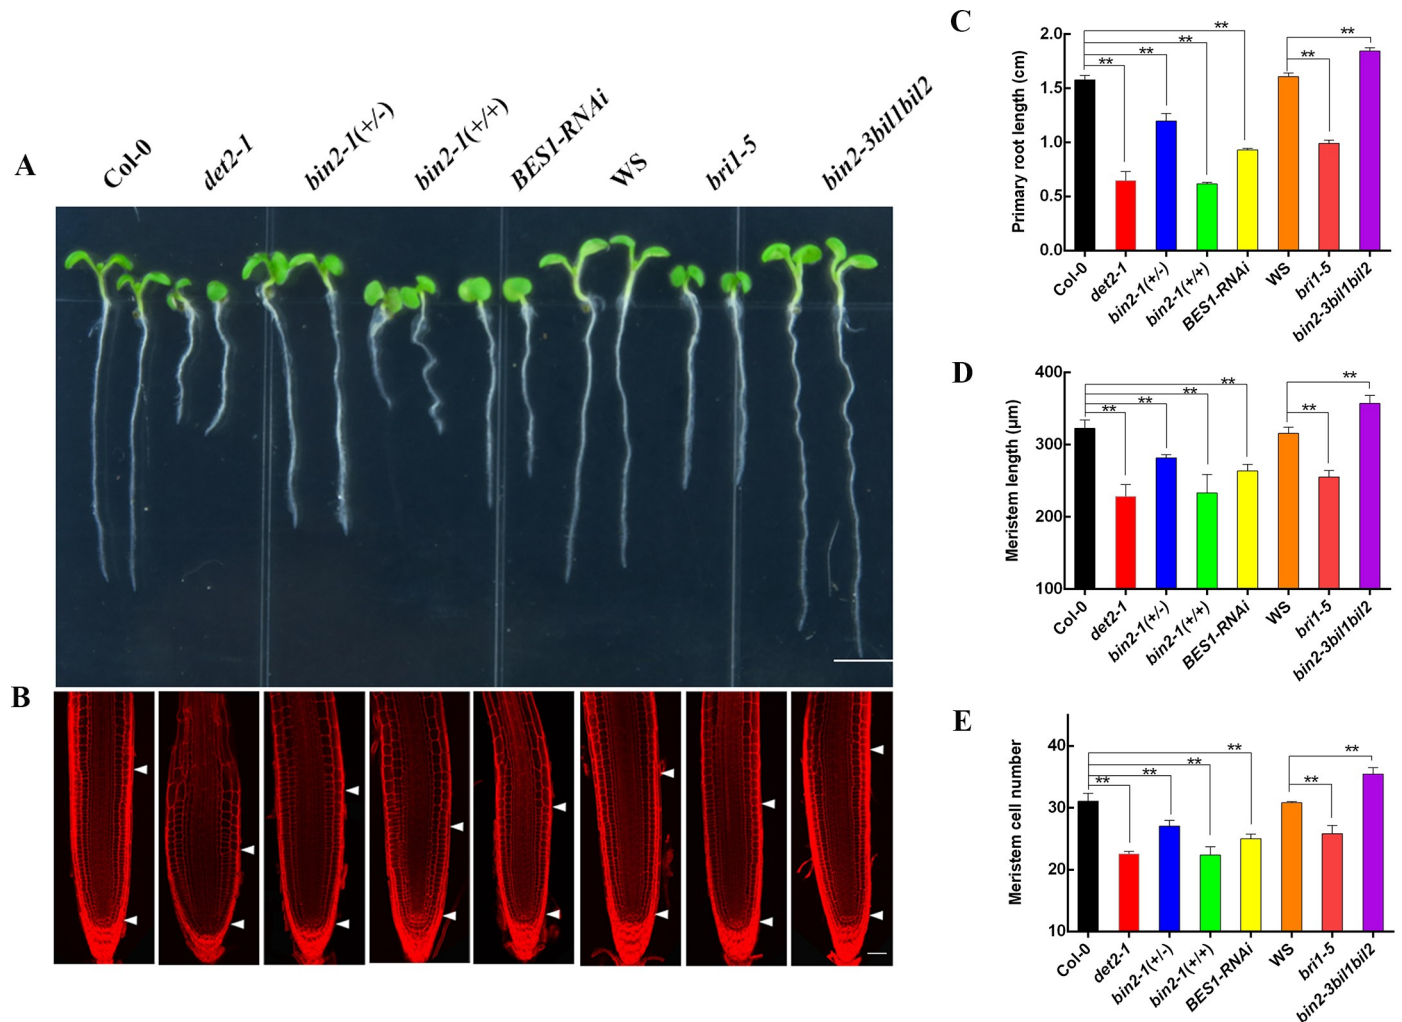 A
Col-0
det2-1
bin2-1(+/-)
bin2-1(+/+)
BES1-RNAi
WS
bri1-5
bin2-3bil1bil2
B
C
Primary root length (cm)
2.0
1.5
1.0
0.5
0.0
**
**
**
**
**
**
Col-0
det2-1
bin2-1(+/-)
bin2-1(+/+)
BES1-RNAi
WS
bri1-5
bin2-3bil1bil2
D
Meristem length (μm)
400
300
200
100
**
**
**
**
**
**
Col-0
det2-1
bin2-1(+/-)
bin2-1(+/+)
BES1-RNAi
WS
bri1-5
bin2-3bil1bil2
E
Meristem cell number
40
30
20
10
**
**
**
**
**
**
Col-0
det2-1
bin2-1(+/-)
bin2-1(+/+)
BES1-RNAi
WS
bri1-5
bin2-3bil1bil2